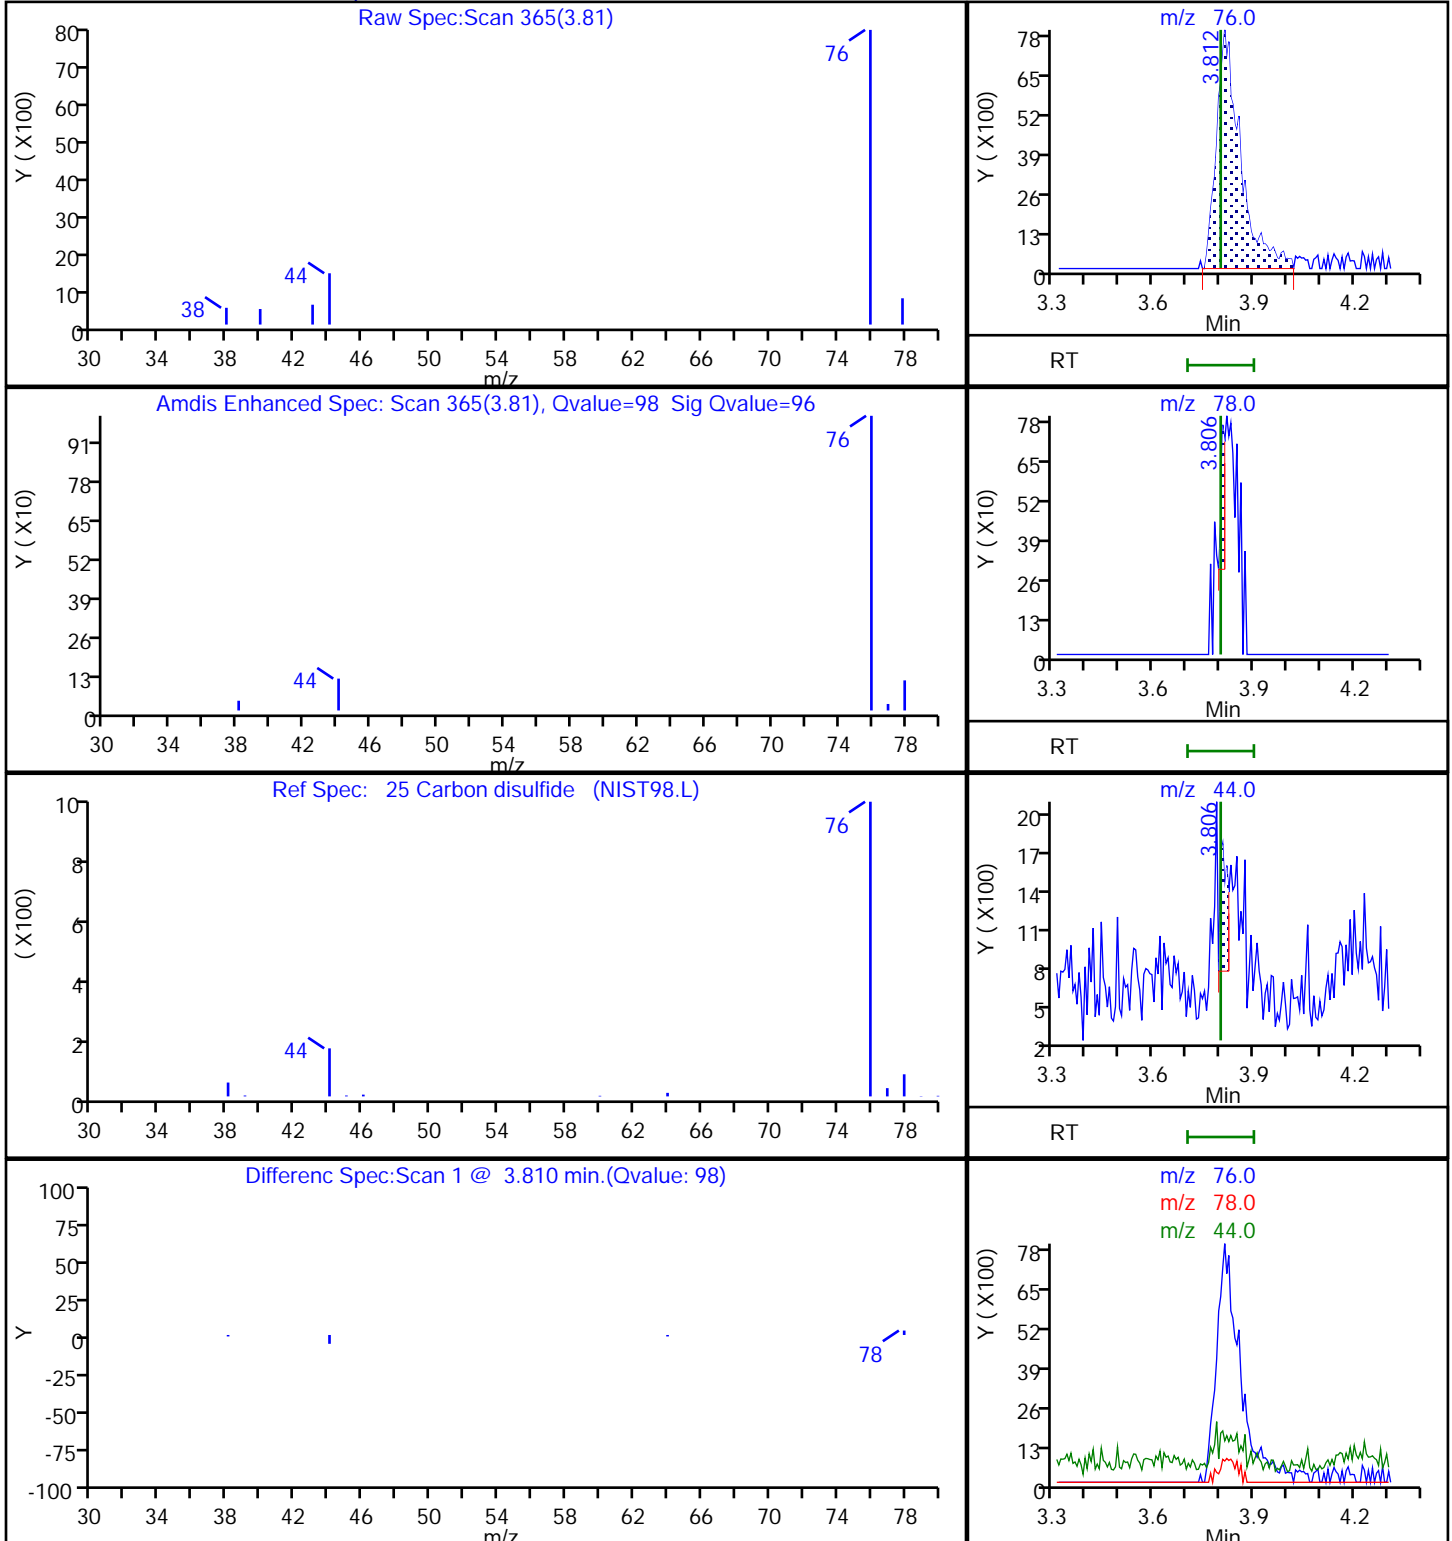 Raw Spec:Scan 365(3.81)
Y ( X100)
80
70
60
50
40
30
20
10
0
76
44
38
30 34 38 42 46 50 54 58 62 66 70 74 78
m/z
m/z 76.0
Y ( X100)
78
65
52
39
26
13
0
3.812
3.3 3.6 3.9 4.2
Min
RT
Amdis Enhanced Spec: Scan 365(3.81), Qvalue=98 Sig Qvalue=96
Y ( X10)
91
78
65
52
39
26
13
0
76
44
30 34 38 42 46 50 54 58 62 66 70 74 78
m/z
m/z 78.0
Y ( X10)
78
65
52
39
26
13
0
3.806
3.3 3.6 3.9 4.2
Min
RT
Ref Spec: 25 Carbon disulfide (NIST98.L)
( X100)
10
8
6
4
2
0
76
44
30 34 38 42 46 50 54 58 62 66 70 74 78
m/z 44.0
Y ( X100)
20
17
14
11
8
5
2
3.806
3.3 3.6 3.9 4.2
Min
RT
Differenc Spec:Scan 1 @ 3.810 min.(Qvalue: 98)
Y
100
75
50
25
0
-25
-50
-75
-100
78
30 34 38 42 46 50 54 58 62 66 70 74 78
m/z
m/z 76.0
m/z 78.0
m/z 44.0
Y ( X100)
78
65
52
39
26
13
0
3.3 3.6 3.9 4.2
Min